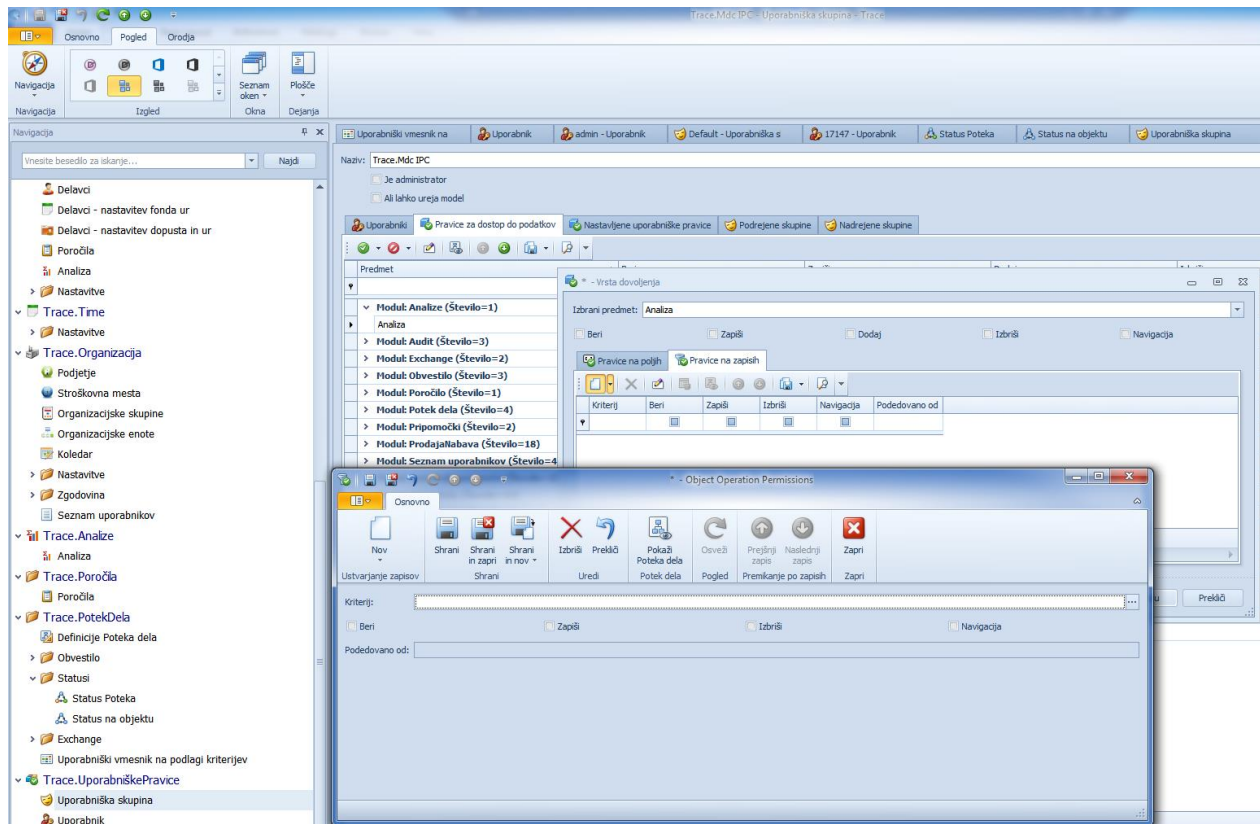 Trace.Mdc IPC - Uporabniška skupina - Trace
Osnovno Pogled Orodja
Navigacija
Seznam oken
Plošče
Navigacija Izgled Okna Dejanja
Navigacija
Vnesite besedilo za iskanje... Najdi
Delavci
Delavci - nastavitev fonda ur
Delavci - nastavitev dopusta in ur
Poročila
Analiza
Nastavitve
Trace.Time
Nastavitve
Trace.Organizacija
Podjetje
Stroškovna mesta
Organizacijske skupine
Organizacijske enote
Koledar
Nastavitve
Zgodovina
Seznam uporabnikov
Trace.Analize
Analiza
Trace.Poročila
Poročila
Trace.PotekDela
Definicije Poteka dela
Obvestilo
Statusi
Status Poteka
Status na objektu
Exchange
Uporabniški vmesnik na podlagi kriterijev
Trace.UporabniškePravice
Uporabniška skupina
Uporabnik
Uporabniški vmesnik na Uporabnik admin - Uporabnik Default - Uporabniška s 17147 - Uporabnik Status Poteka Status na objektu Uporabniška skupina
Naziv: Trace.Mdc IPC
Je administrator
Ali lahko ureja model
Uporabniki Pravice za dostop do podatkov Nastavljene uporabniške pravice Podrejene skupine Nadrejene skupine
Predmet
Modul: Analize (Število=1)
Analiza
Modul: Audit (Število=3)
Modul: Exchange (Število=2)
Modul: Obvestilo (Število=3)
Modul: Poročilo (Število=1)
Modul: Potek dela (Število=4)
Modul: Pripomočki (Število=2)
Modul: ProdajaNabava (Število=18)
Modul: Seznam uporabnikov (Število=4
* - Vrsta dovoljenja
Izbrani predmet: Analiza
Beri Zapiši Dodaj Izbriši Navigacija
Pravice na poljih Pravice na zapisih
Kriterij Beri Zapiši Izbriši Navigacija Podedovano od
Prekliči
* - Object Operation Permissions
Osnovno
Nov
Shrani
Shrani in zapri
Shrani in nov
Izbriši
Prekliči
Pokaži Poteka dela
Osveži
Prejšnji zapis
Naslednji zapis
Zapri
Ustvarjanje zapisov Shrani Uredi Potek dela Pogled Premikanje po zapisih Zapri
Kriterij:
Beri Zapiši Izbriši Navigacija
Podedovano od: